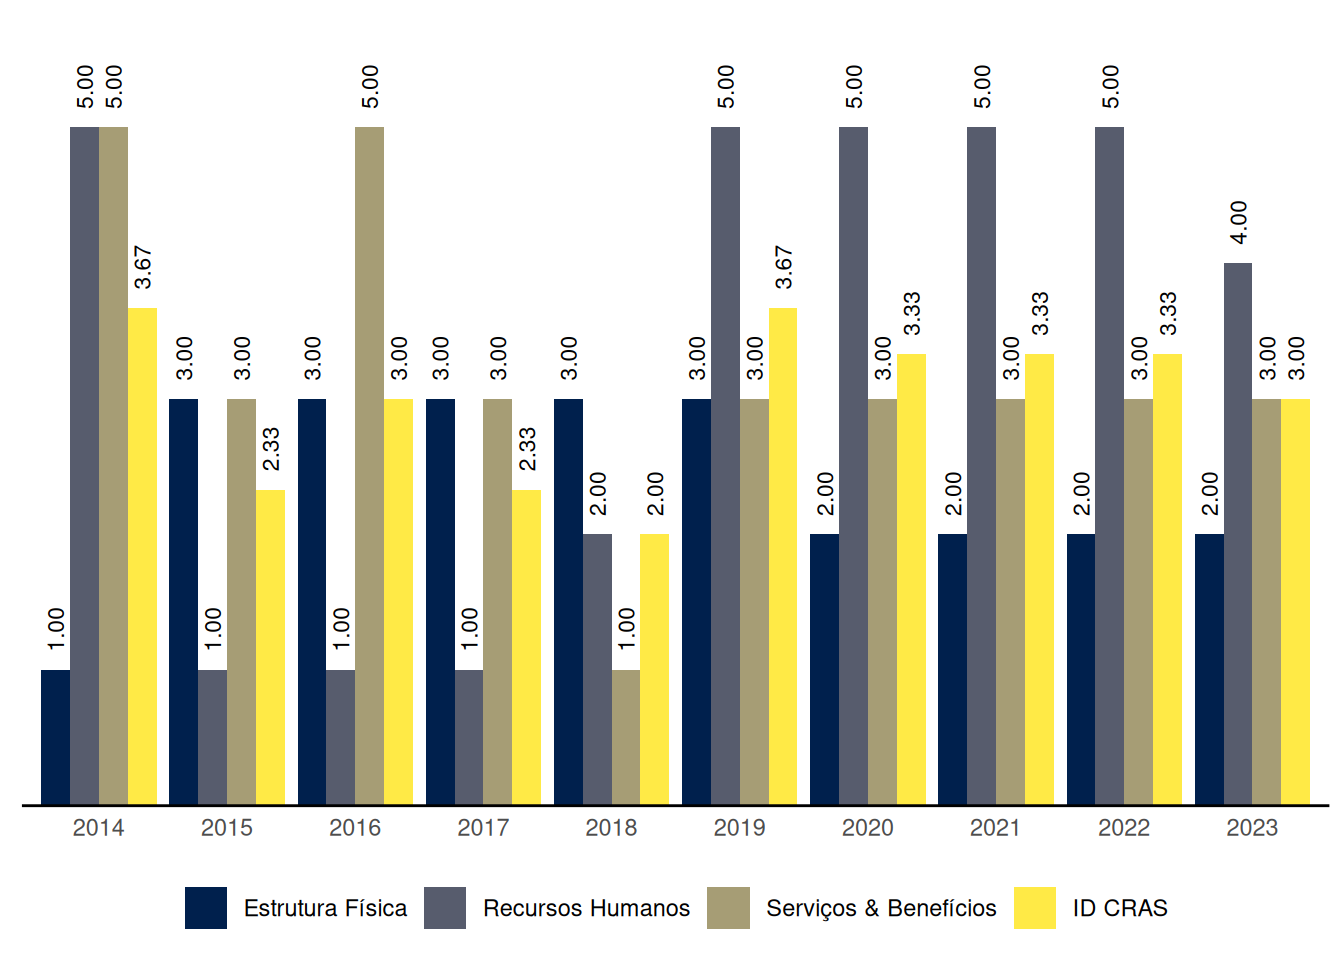 5.00 5.00 5.00 5.00 5.00 5.00 5.00
4.00
3.67 3.67
3.33 3.33 3.33
3.00 3.00 3.00 3.00 3.00 3.00 3.00 3.00 3.00 3.00 3.00 3.00 3.00
2.33 2.33
2.00 2.00 2.00 2.00 2.00 2.00
1.00 1.00 1.00 1.00 1.00
2014 2015 2016 2017 2018 2019 2020 2021 2022 2023
Estrutura Física Recursos Humanos Serviços & Benefícios ID CRAS